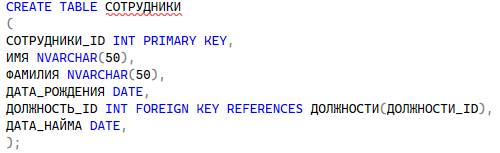 CREATE TABLE СОТРУДНИКИ
(
СОТРУДНИКИ_ID INT PRIMARY KEY,
ИМЯ NVARCHAR(50),
ФАМИЛИЯ NVARCHAR(50),
ДАТА_РОЖДЕНИЯ DATE,
ДОЛЖНОСТЬ_ID INT FOREIGN KEY REFERENCES ДОЛЖНОСТИ(ДОЛЖНОСТИ_ID),
ДАТА_НАЙМА DATE,
);